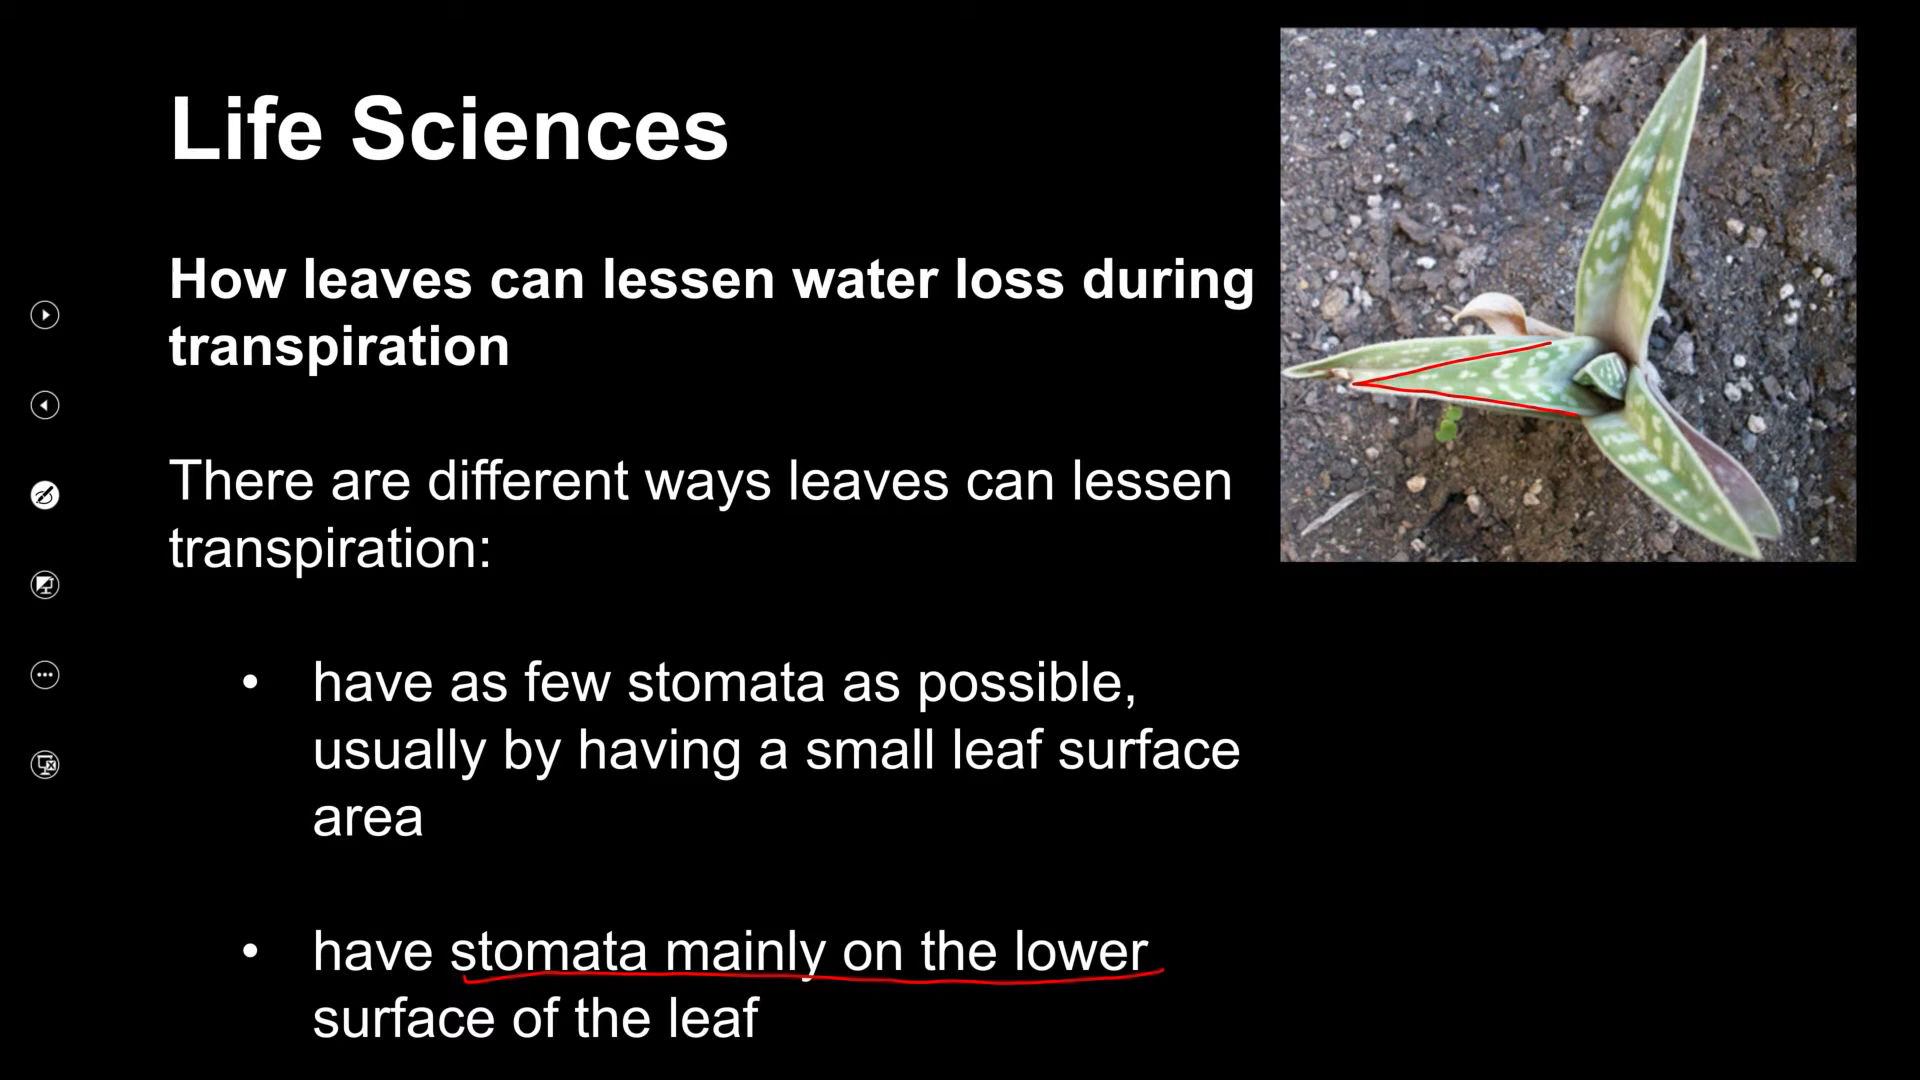 Life Sciences
How leaves can lessen water loss during
transpiration
There are different ways leaves can lessen
transpiration:
• have as few stomata as possible,
usually by having a small leaf surface
area
• have stomata mainly on the lower
surface of the leaf